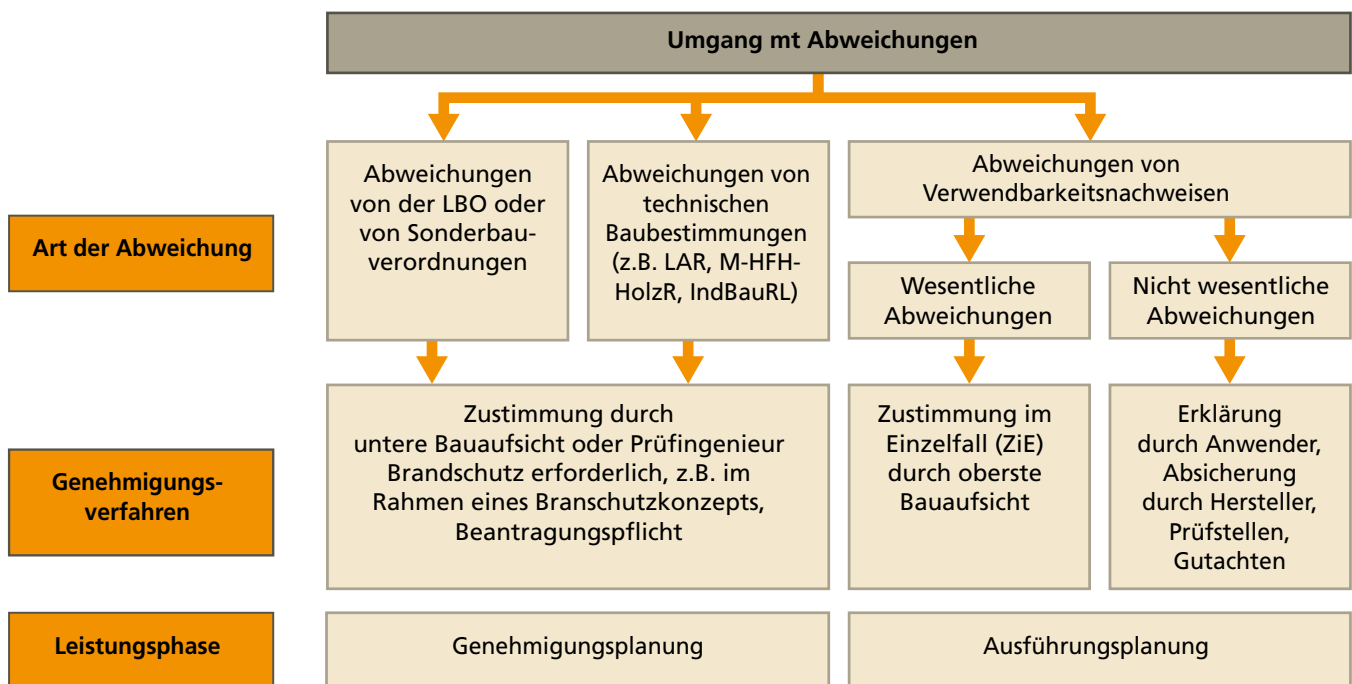 Umgang mt Abweichungen
Art der Abweichung
Abweichungen
von der LBO oder
von Sonderbau-
verordnungen
Abweichungen von
technischen
Baubestimmungen
(z.B. LAR, M-HFH-
HolzR, IndBauRL)
Abweichungen von
Verwendbarkeitsnachweisen
Wesentliche
Abweichungen
Nicht wesentliche
Abweichungen
Genehmigungs-
verfahren
Zustimmung durch
untere Bauaufsicht oder Prüfingenieur
Brandschutz erforderlich, z.B. im
Rahmen eines Branschutzkonzepts,
Beantragungspflicht
Zustimmung im
Einzelfall (ZiE)
durch oberste
Bauaufsicht
Erklärung
durch Anwender,
Absicherung
durch Hersteller,
Prüfstellen,
Gutachten
Leistungsphase
Genehmigungsplanung
Ausführungsplanung